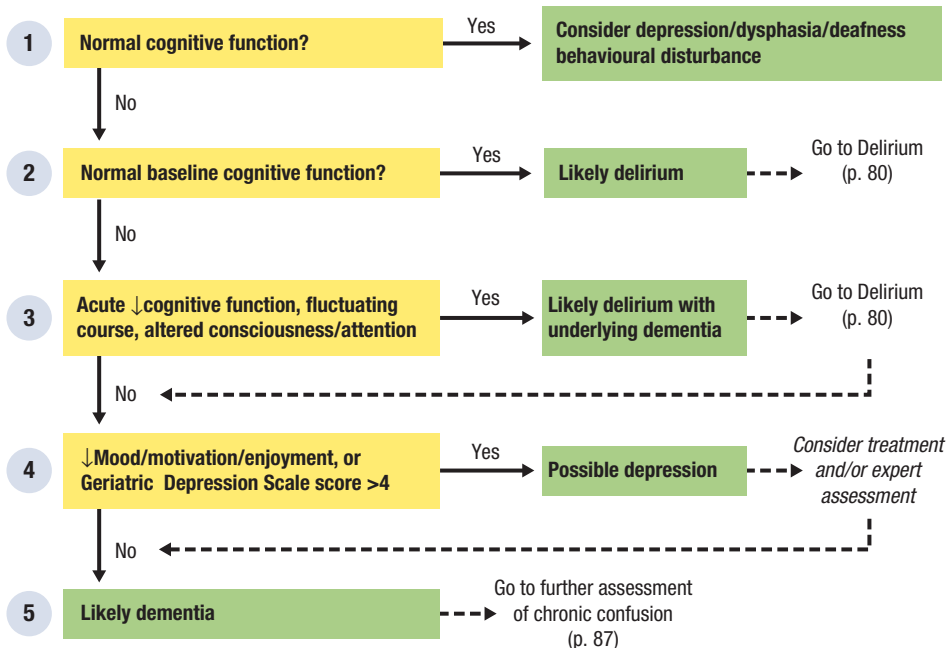 1
Normal cognitive function?
Yes
Consider depression/dysphasia/deafness
behavioural disturbance
No
2
Normal baseline cognitive function?
Yes
Likely delirium
Go to Delirium
(p. 80)
No
3
Acute ↓cognitive function, fluctuating
course, altered consciousness/attention
Yes
Likely delirium with
underlying dementia
Go to Delirium
(p. 80)
No
4
↓Mood/motivation/enjoyment, or
Geriatric Depression Scale score >4
Yes
Possible depression
Consider treatment
and/or expert
assessment
No
5
Likely dementia
Go to further assessment
of chronic confusion
(p. 87)